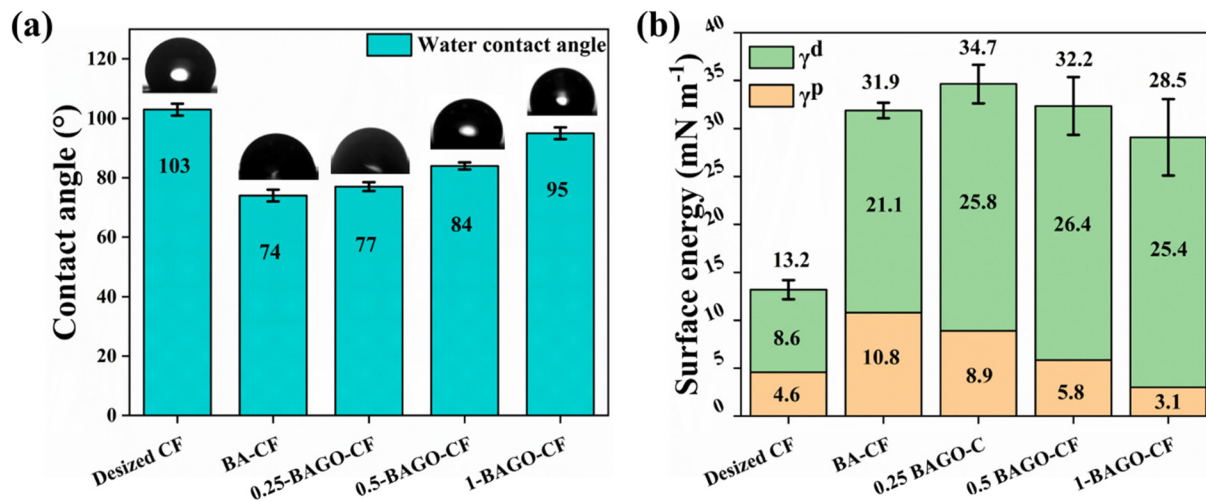 (a)
Water contact angle
Contact angle (°)
120
100
80
60
40
20
0
103
74
77
84
95
Desized CF
BA-CF
0.25-BAGO-CF
0.5-BAGO-CF
1-BAGO-CF
(b)
γd
γp
Surface energy (mN m⁻¹)
40
35
30
25
20
15
10
5
0
13.2
8.6
4.6
31.9
21.1
10.8
34.7
25.8
8.9
32.2
26.4
5.8
28.5
25.4
3.1
Desized CF
BA-CF
0.25 BAGO-C
0.5 BAGO-CF
1-BAGO-CF